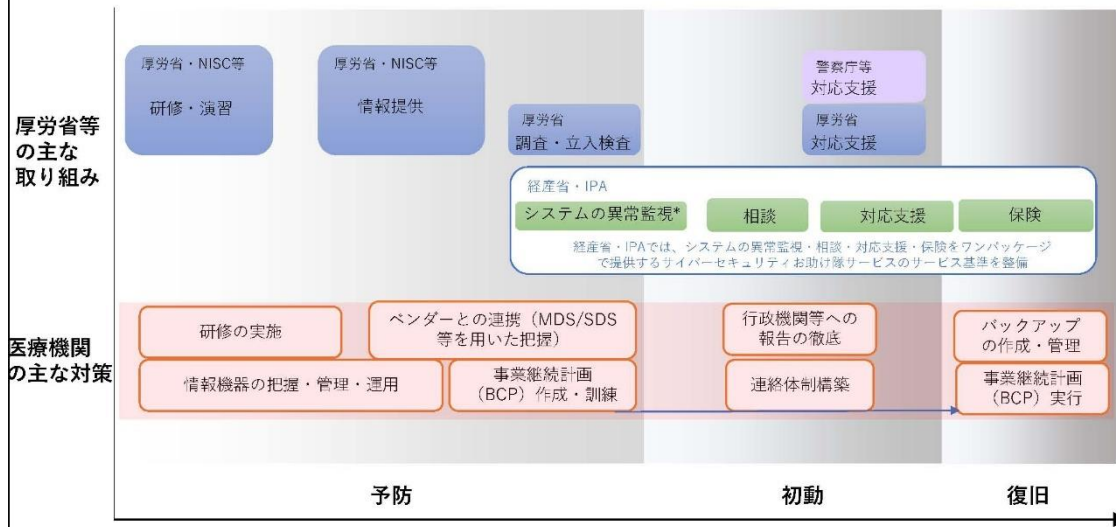 厚労省等
の主な
取り組み
厚労省・NISC等
研修・演習
厚労省・NISC等
情報提供
厚労省
調査・立入検査
警察庁等
対応支援
厚労省
対応支援
経産省・IPA
システムの異常監視*
相談
対応支援
保険
経産省・IPAでは、システムの異常監視・相談・対応支援・保険をワンパッケージ
で提供するサイバーセキュリティお助け隊サービスのサービス基準を整備
医療機関
の主な対策
研修の実施
ベンダーとの連携（MDS/SDS
等を用いた把握）
情報機器の把握・管理・運用
事業継続計画
（BCP）作成・訓練
行政機関等への
報告の徹底
連絡体制構築
バックアップ
の作成・管理
事業継続計画
（BCP）実行
予防
初動
復旧